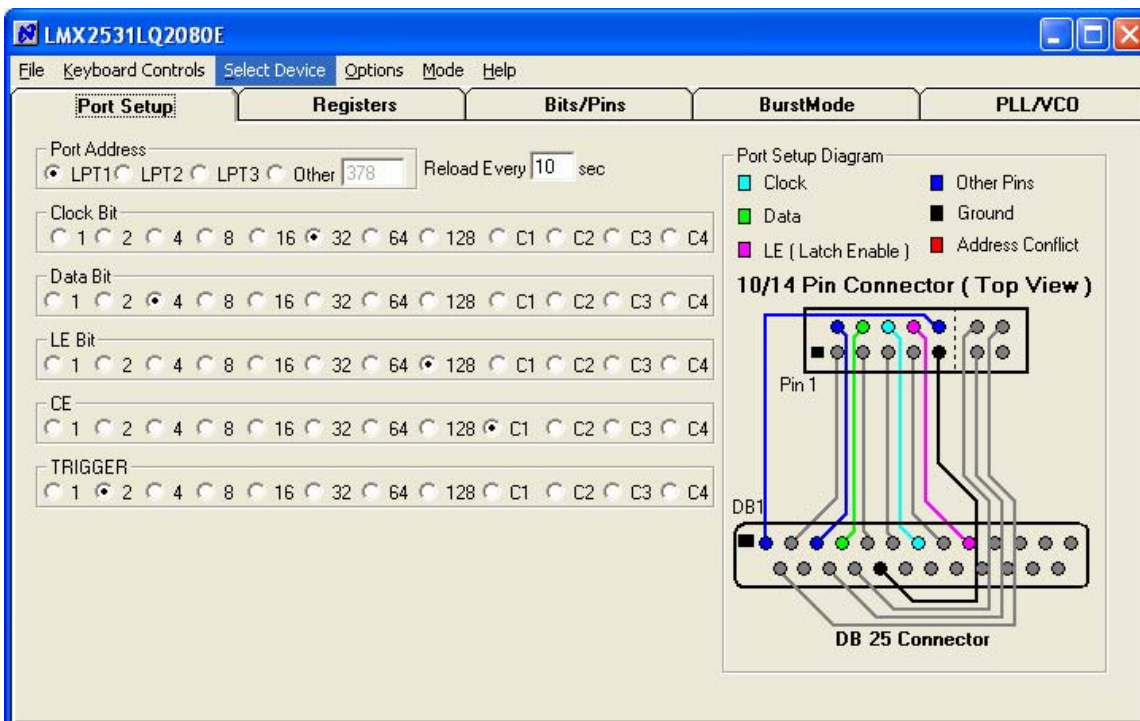 LMX2531LQ2080E
File Keyboard Controls Select Device Options Mode Help
Port Setup Registers Bits/Pins BurstMode PLL/VCO
Port Address
LPT1 LPT2 LPT3 Other 378 Reload Every 10 sec
Clock Bit
1 2 4 8 16 32 64 128 C1 C2 C3 C4
Data Bit
1 2 4 8 16 32 64 128 C1 C2 C3 C4
LE Bit
1 2 4 8 16 32 64 128 C1 C2 C3 C4
CE
1 2 4 8 16 32 64 128 C1 C2 C3 C4
TRIGGER
1 2 4 8 16 32 64 128 C1 C2 C3 C4
Port Setup Diagram
Clock Other Pins
Data Ground
LE ( Latch Enable ) Address Conflict
10/14 Pin Connector ( Top View )
Pin 1
DB1
DB 25 Connector